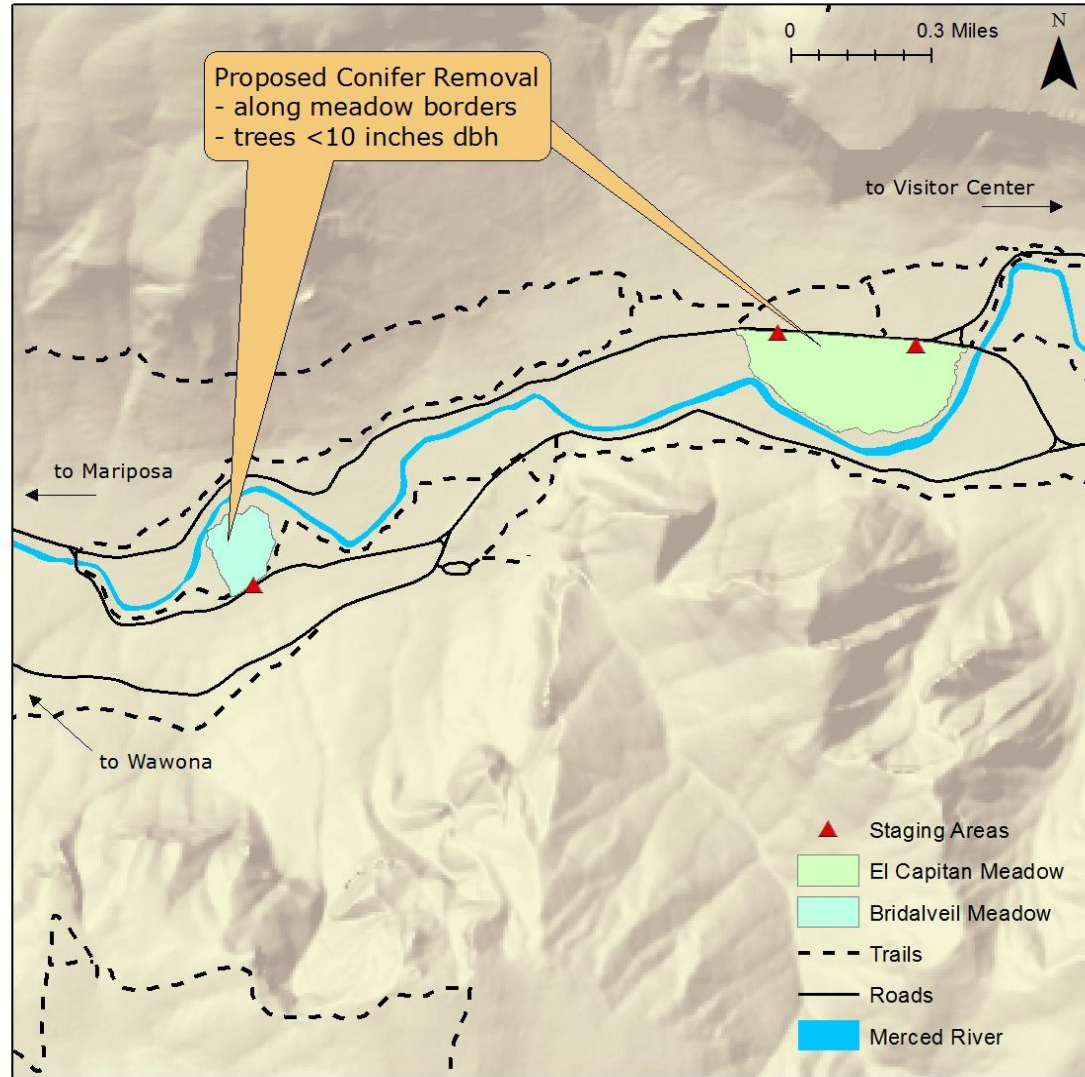 N
0 0.3 Miles
Proposed Conifer Removal
- along meadow borders
- trees <10 inches dbh
to Visitor Center
to Mariposa
to Wawona
Staging Areas
El Capitan Meadow
Bridalveil Meadow
Trails
Roads
Merced River